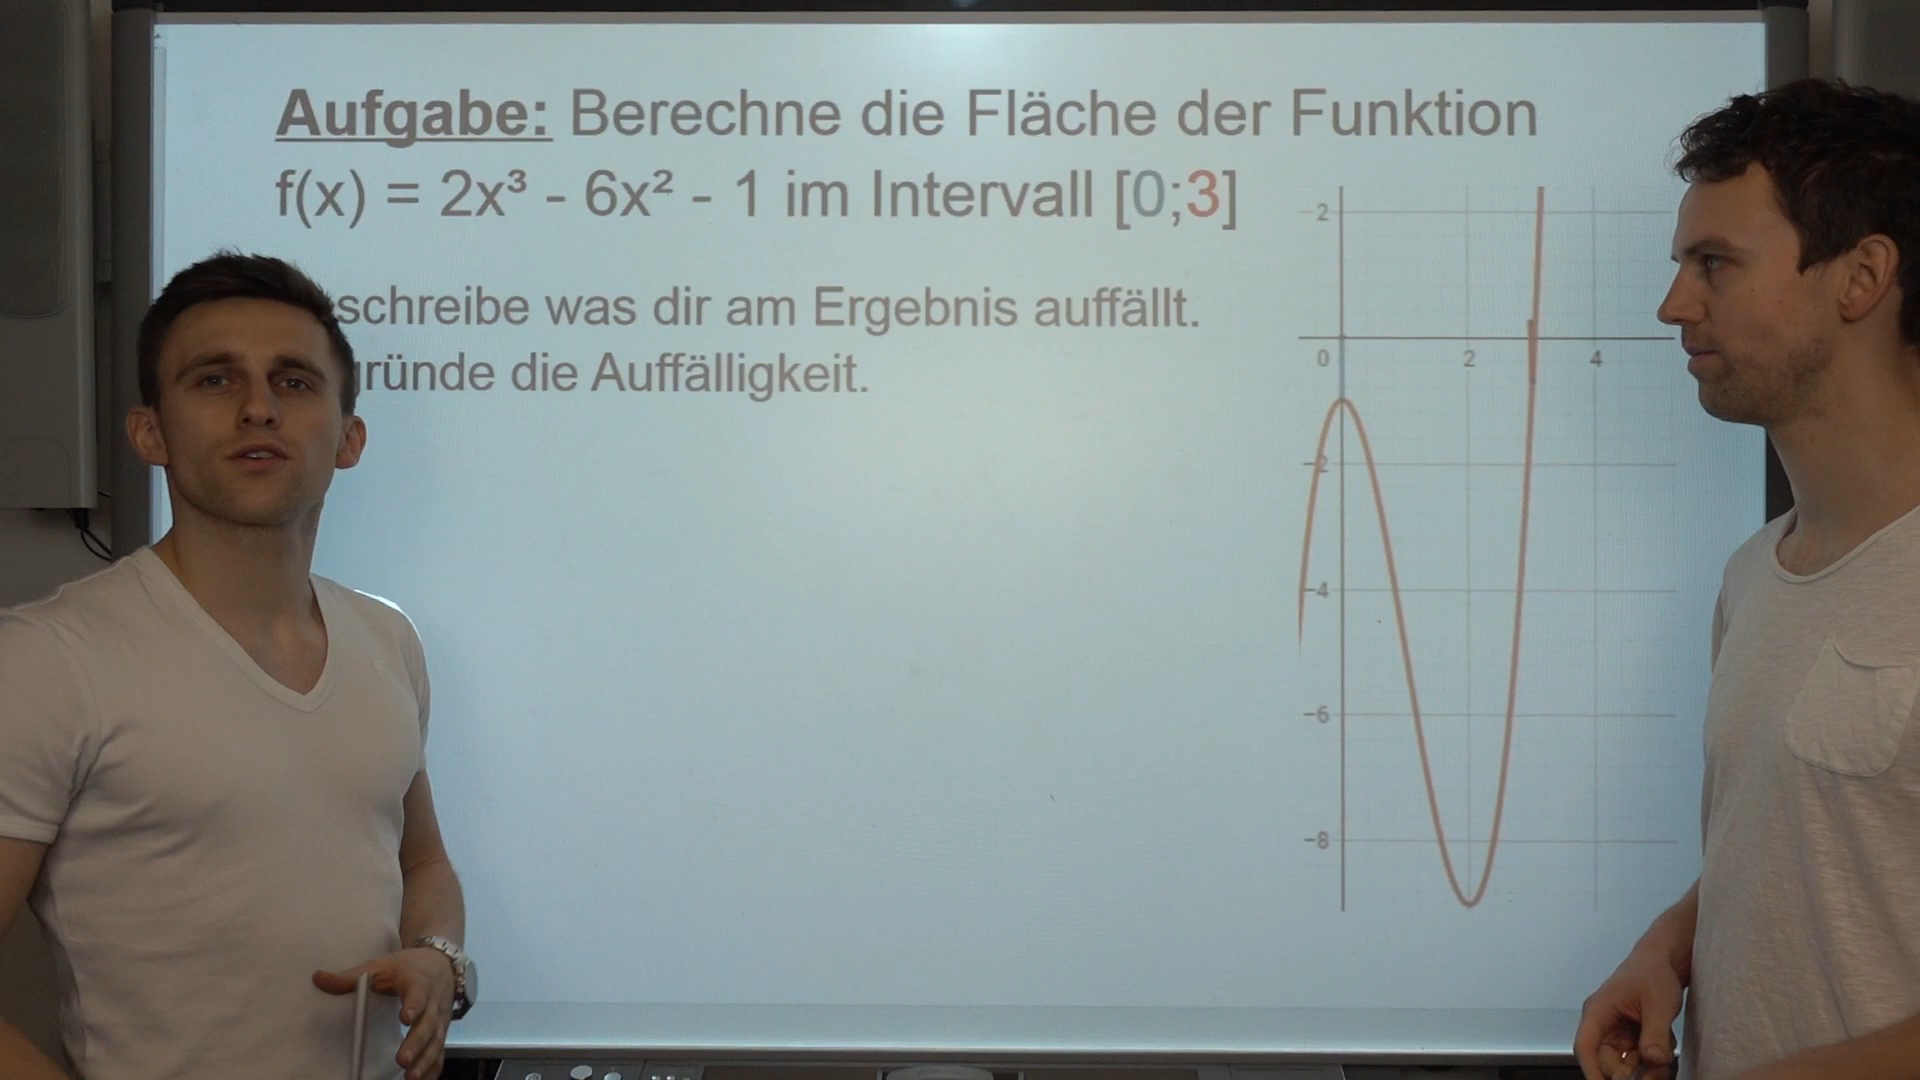 Aufgabe: Berechne die Fläche der Funktion
f(x) = 2x³ - 6x² - 1 im Intervall [0;3]
schreibe was dir am Ergebnis auffällt.
gründe die Auffälligkeit.
2
0 2 4
-2
-4
-6
-8